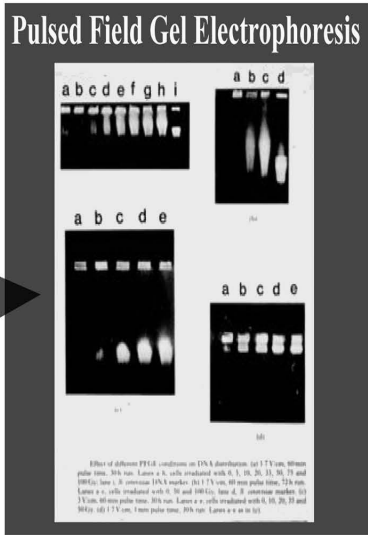 Pulsed Field Gel Electrophoresis
a b c d e f g h i
a b c d
(b)
a b c d e
a b c d e
(c)
(d)
Effect of different PFGE conditions on DNA distribution. (a) 1·7 V/cm, 60 min
pulse time, 30 h run. Lanes a–h, cells irradiated with 0, 5, 10, 20, 35, 50, 75 and
100 Gy; lane i, S. cerevisiae DNA marker. (b) 1·7 V/cm, 60 min pulse time, 72 h run.
Lanes a–c, cells irradiated with 0, 50 and 100 Gy; lane d, S. cerevisiae marker. (c)
3 V/cm, 60 min pulse time, 30 h run. Lanes a–e, cells irradiated with 0, 10, 20, 35 and
50 Gy. (d) 1·7 V/cm, 1 min pulse time, 30 h run. Lanes a–e as in (c).